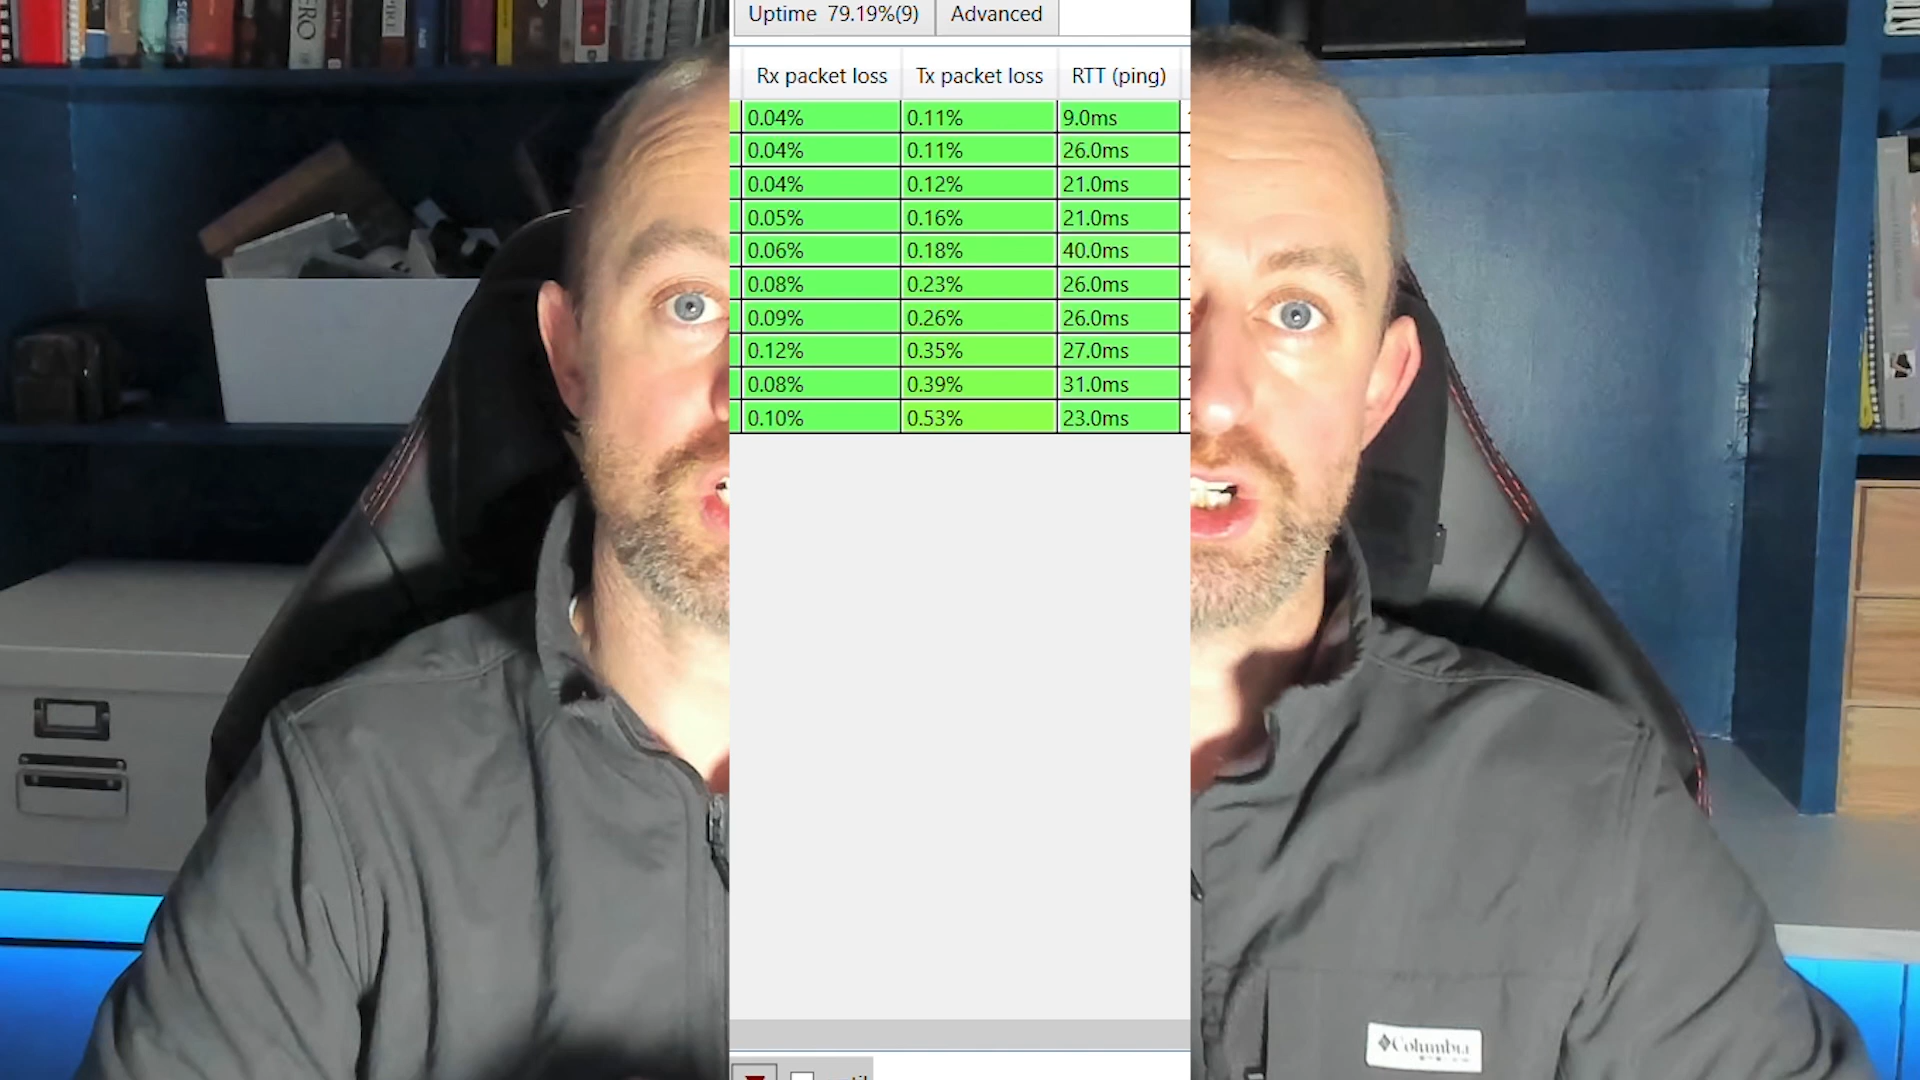 Uptime 79.19%(9) Advanced
Rx packet loss Tx packet loss RTT (ping)
0.04% 0.11% 9.0ms
0.04% 0.11% 26.0ms
0.04% 0.12% 21.0ms
0.05% 0.16% 21.0ms
0.06% 0.18% 40.0ms
0.08% 0.23% 26.0ms
0.09% 0.26% 26.0ms
0.12% 0.35% 27.0ms
0.08% 0.39% 31.0ms
0.10% 0.53% 23.0ms
Columbia